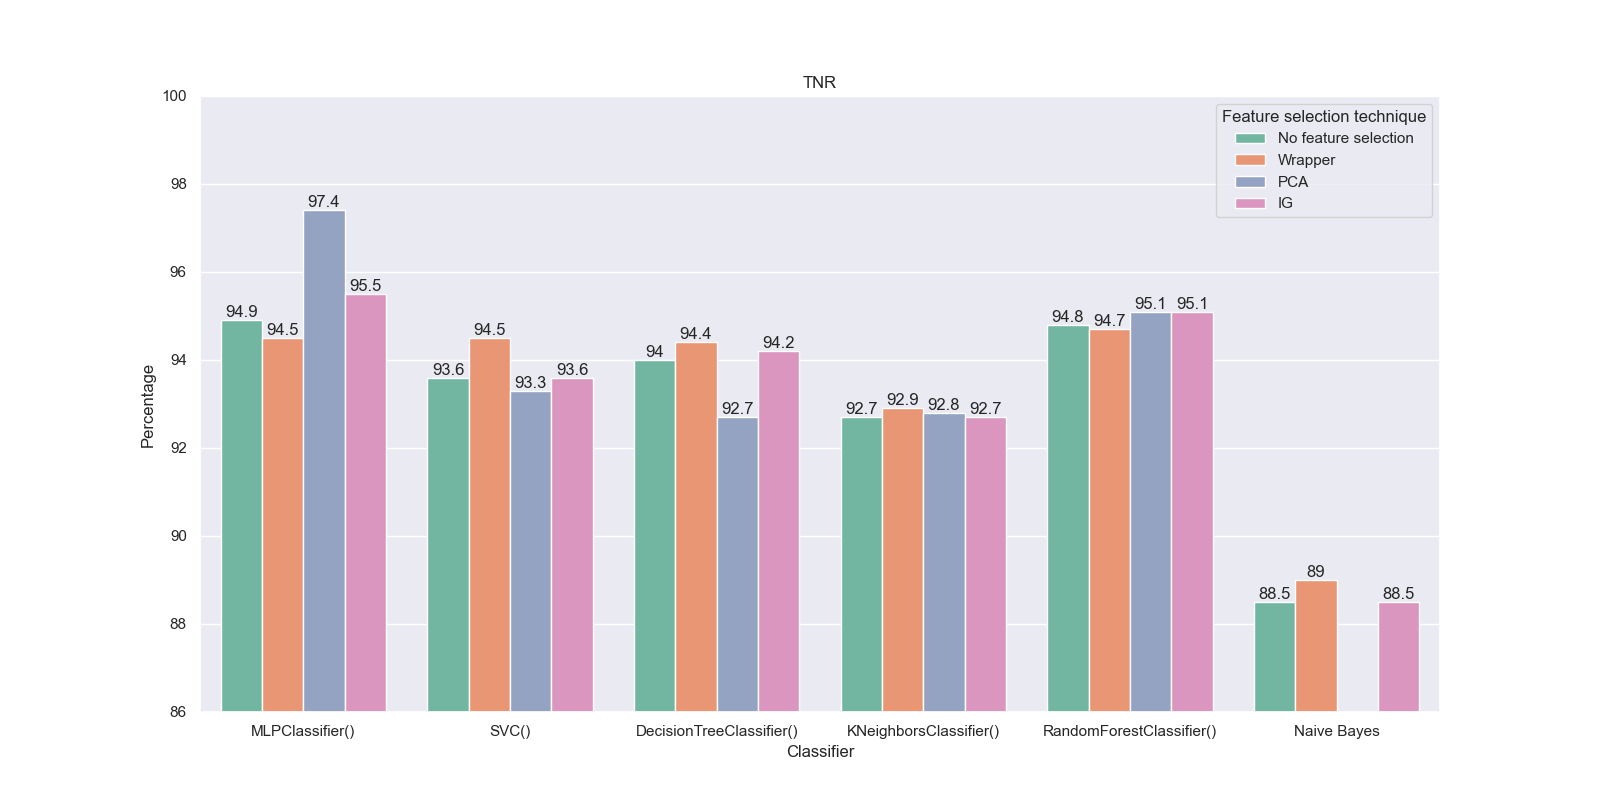 TNR
100
98
96
94
92
90
88
86
Percentage
Feature selection technique
No feature selection
Wrapper
PCA
IG
94.9
94.5
97.4
95.5
93.6
94.5
93.3
93.6
94
94.4
92.7
94.2
92.7
92.9
92.8
92.7
94.8
94.7
95.1
95.1
88.5
89
88.5
MLPClassifier()
SVC()
DecisionTreeClassifier()
KNeighborsClassifier()
RandomForestClassifier()
Naive Bayes
Classifier